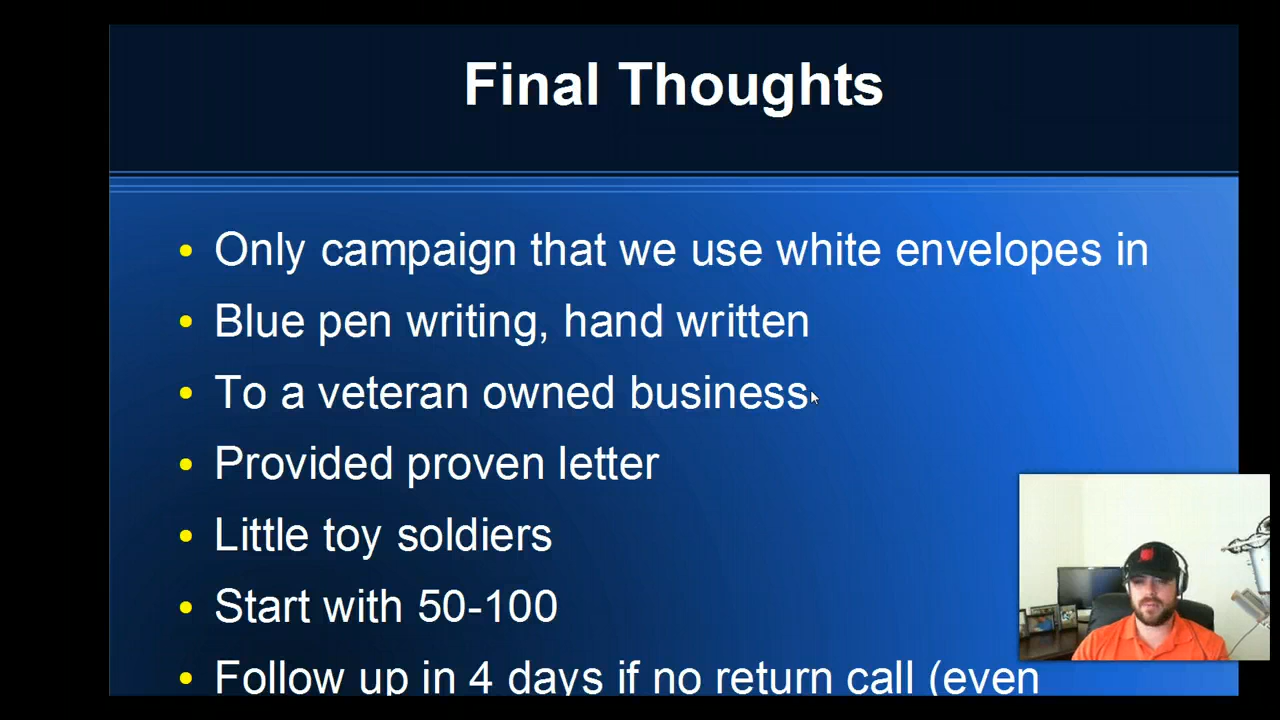 Final Thoughts
Only campaign that we use white envelopes in
Blue pen writing, hand written
To a veteran owned business
Provided proven letter
Little toy soldiers
Start with 50-100
Follow up in 4 days if no return call (even